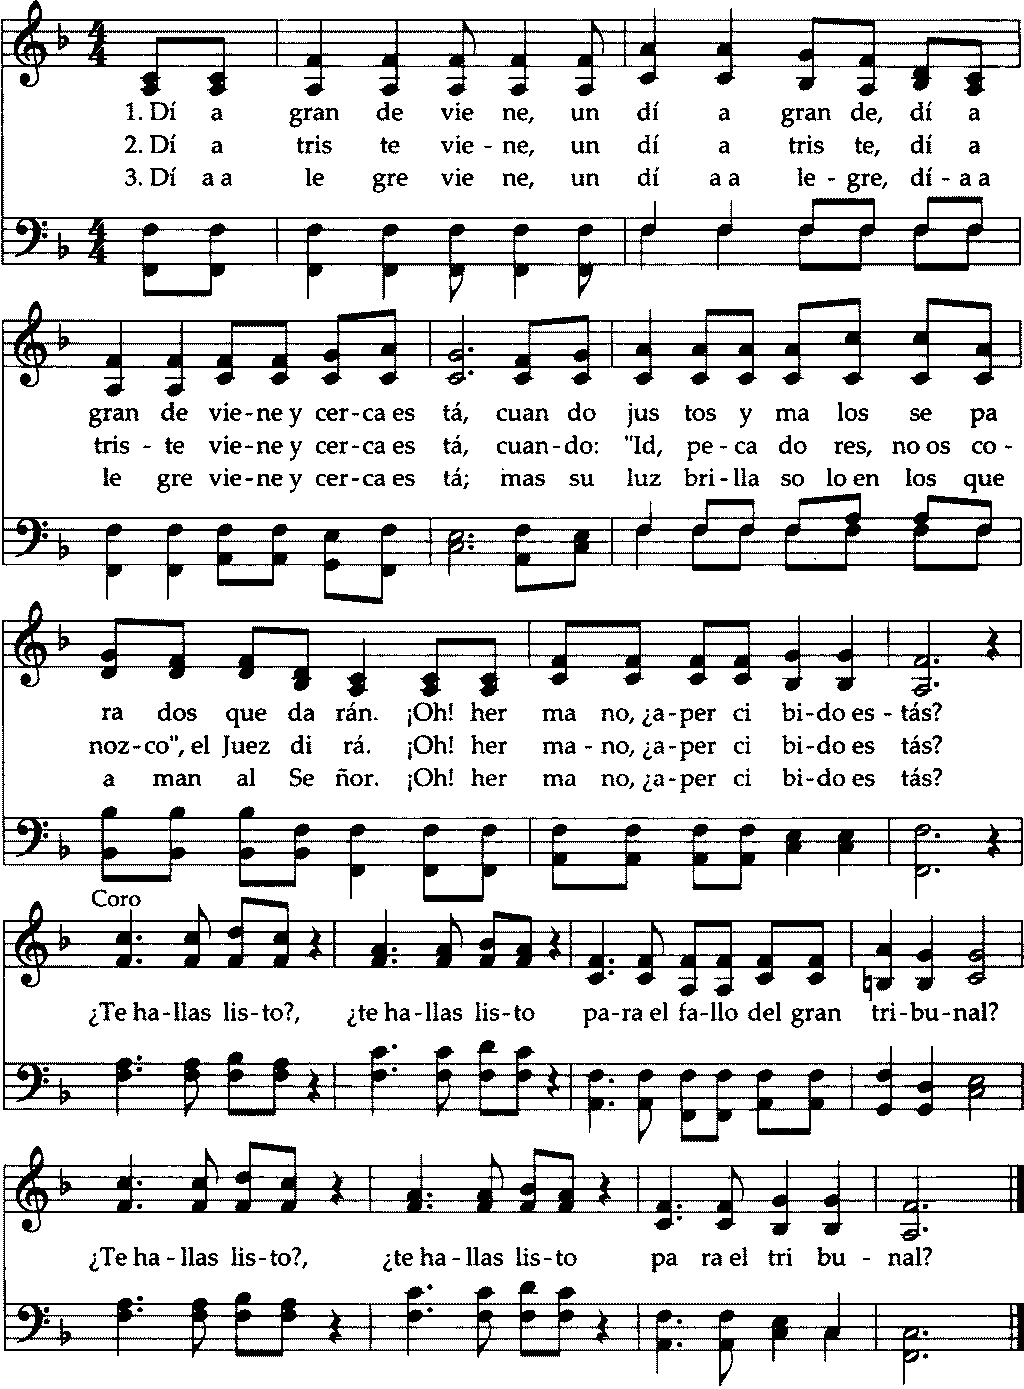 1. Dí a gran de vie ne, un dí a gran de, dí a
2. Dí a tris te vie - ne, un dí a tris te, dí a
3. Dí a a le gre vie ne, un dí a a le - gre, dí - a a
gran de vie - ne y cer - ca es tá, cuan do jus tos y ma los se pa
tris - te vie - ne y cer - ca es tá, cuan - do: "Id, pe - ca do res, no os co -
le gre vie - ne y cer - ca es tá; mas su luz bri - lla so lo en los que
ra dos que da rán. ¡Oh! her ma no, ¿a - per ci bi - do es - tás?
noz - co", el Juez di rá. ¡Oh! her ma - no, ¿a - per ci bi - do es tás?
a man al Se ñor. ¡Oh! her ma no, ¿a - per ci bi - do es tás?
Coro
¿Te ha - llas lis - to?, ¿te ha - llas lis - to pa - ra el fa - llo del gran tri - bu - nal?
¿Te ha - llas lis - to?, ¿te ha - llas lis - to pa ra el tri bu - nal?